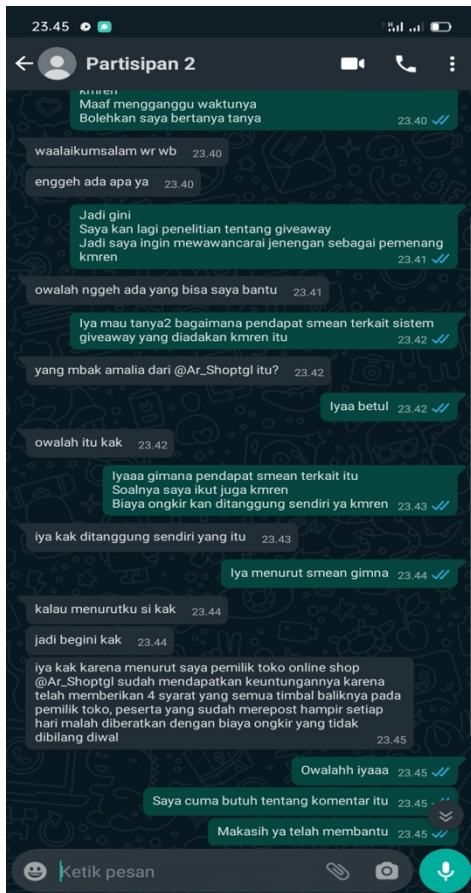 23.45
Partisipan 2
kmren
Maaf mengganggu waktunya
Bolehkan saya bertanya tanya
23.40
waalaikumsalam wr wb 23.40
enggeh ada apa ya 23.40
Jadi gini
Saya kan lagi penelitian tentang giveaway
Jadi saya ingin mewawancarai jenengan sebagai pemenang
kmren
23.41
owalah nggeh ada yang bisa saya bantu 23.41
Iya mau tanya2 bagaimana pendapat smean terkait sistem
giveaway yang diadakan kmren itu
23.42
yang mbak amalia dari @Ar_Shoptgl itu? 23.42
Iyaa betul 23.42
owalah itu kak 23.42
Iyaaa gimana pendapat smean terkait itu
Soalnya saya ikut juga kmren
Biaya ongkir kan ditanggung sendiri ya kmren 23.43
iya kak ditanggung sendiri yang itu 23.43
Iya menurut smean gimna 23.44
kalau menurutku si kak 23.44
jadi begini kak 23.44
iya kak karena menurut saya pemilik toko online shop
@Ar_Shoptgl sudah mendapatkan keuntungannya karena
telah memberikan 4 syarat yang semua timbal baliknya pada
pemilik toko, peserta yang sudah merepost hampir setiap
hari malah diberatkan dengan biaya ongkir yang tidak
dibilang diwal
23.45
Owalahh iyaaa 23.45
Saya cuma butuh tentang komentar itu 23.45
Makasih ya telah membantu 23.45
Ketik pesan